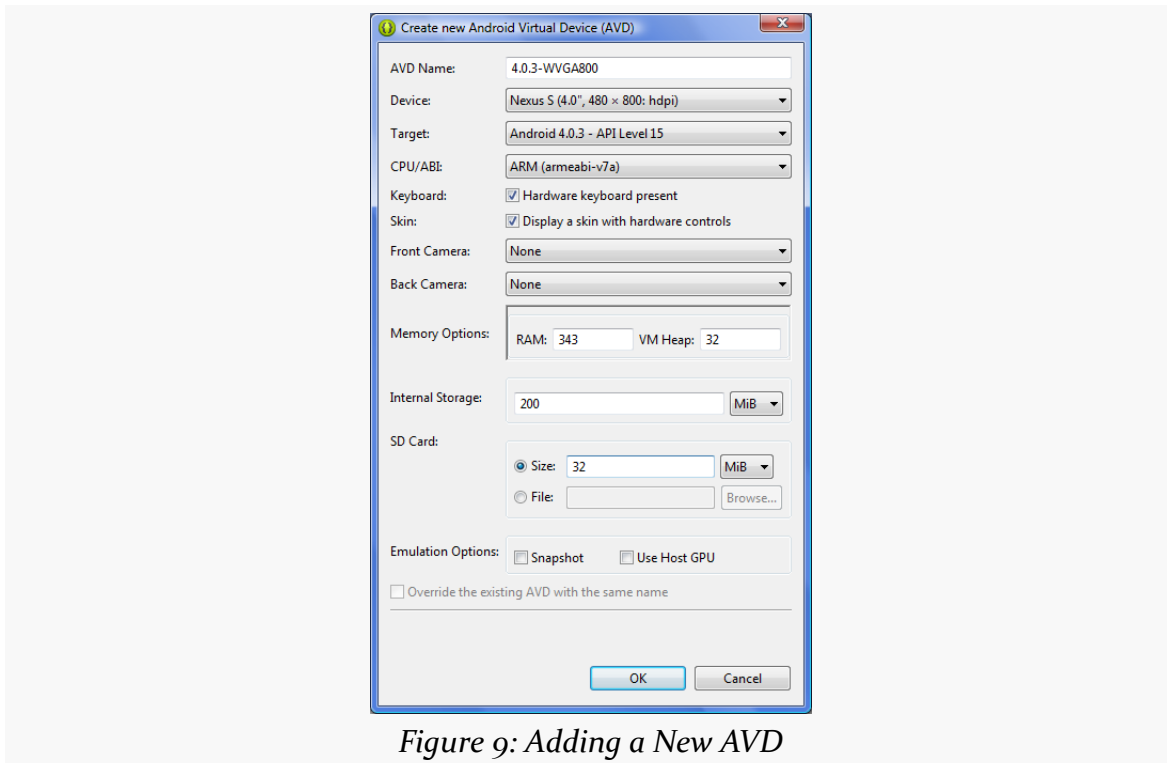 Create new Android Virtual Device (AVD)
AVD Name: 4.0.3-WVGA800
Device: Nexus S (4.0", 480 × 800: hdpi)
Target: Android 4.0.3 - API Level 15
CPU/ABI: ARM (armeabi-v7a)
Keyboard: Hardware keyboard present
Skin: Display a skin with hardware controls
Front Camera: None
Back Camera: None
Memory Options: RAM: 343 VM Heap: 32
Internal Storage: 200 MiB
SD Card:
Size: 32 MiB
File: Browse...
Emulation Options: Snapshot Use Host GPU
Override the existing AVD with the same name
OK Cancel
Figure 9: Adding a New AVD